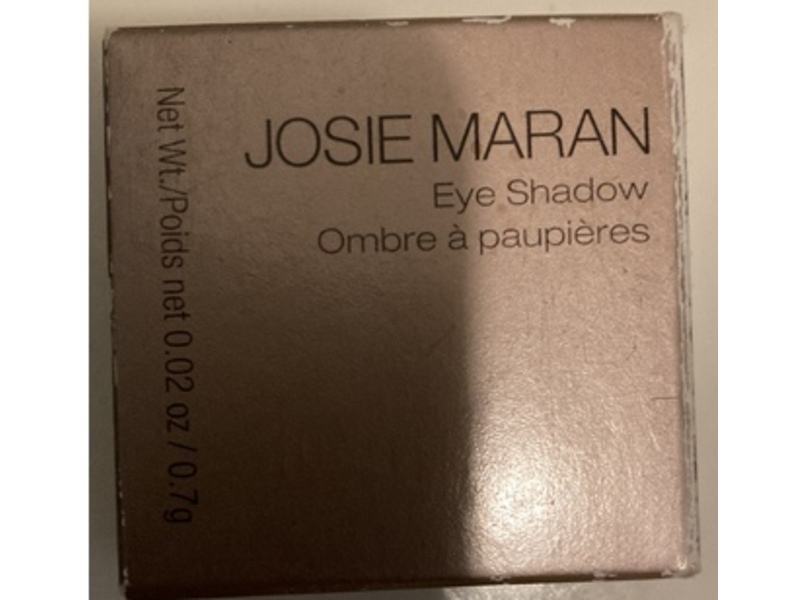 JOSIE MARAN
Eye Shadow
Ombre à paupières
Net Wt./Poids net 0.02 oz / 0.7g